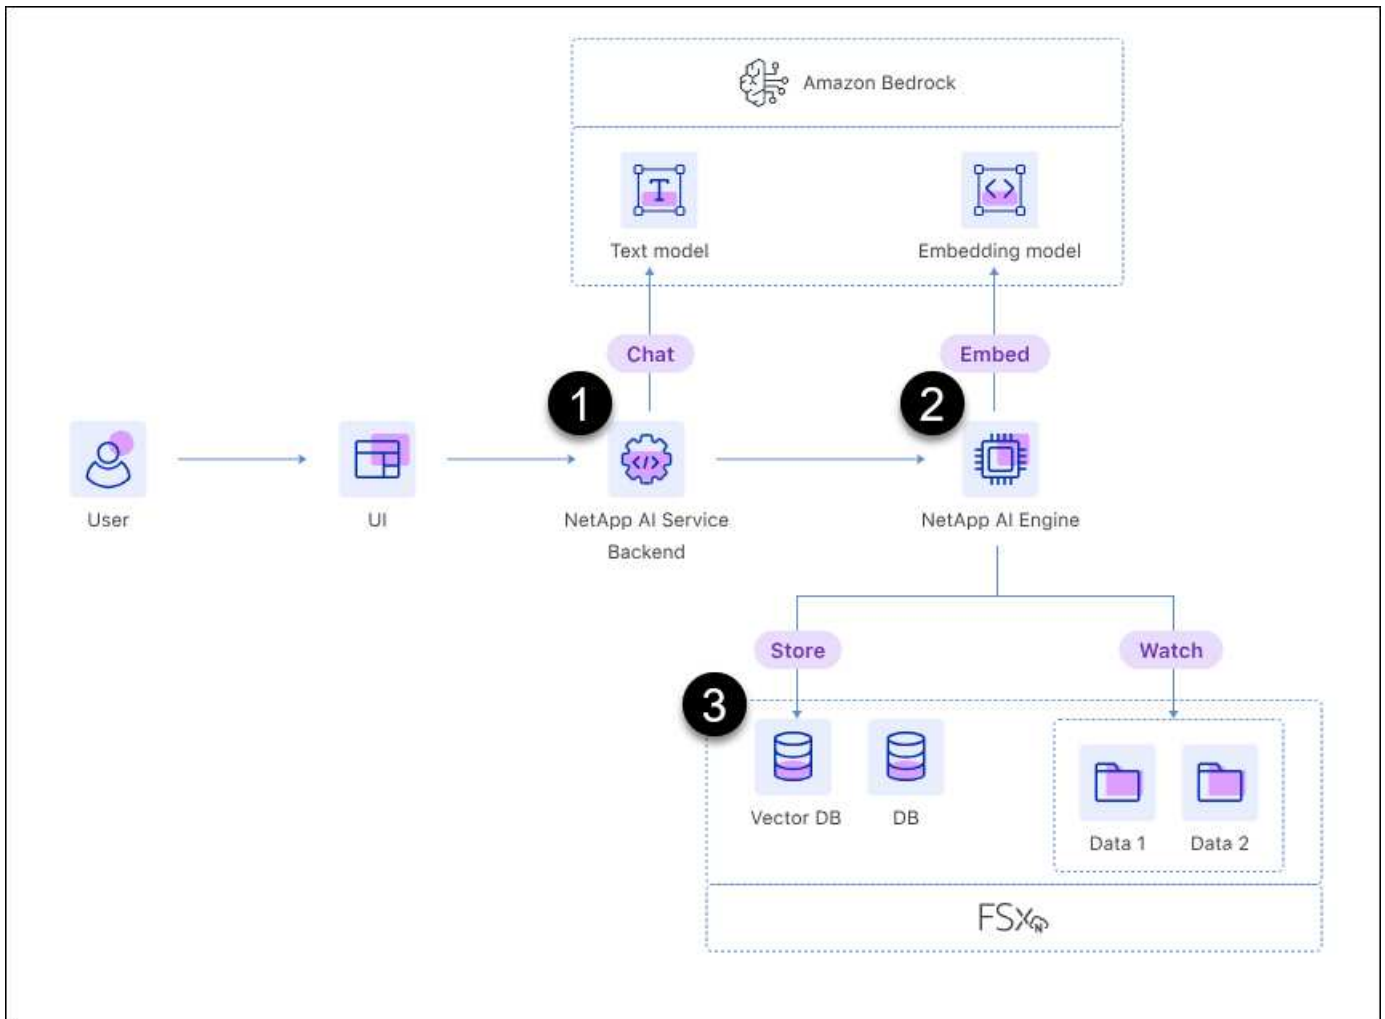 Amazon Bedrock
T
Text model
Embedding model
Chat
Embed
1
2
User
UI
NetApp AI Service
Backend
NetApp AI Engine
Store
Watch
3
Vector DB
DB
Data 1
Data 2
FSxN